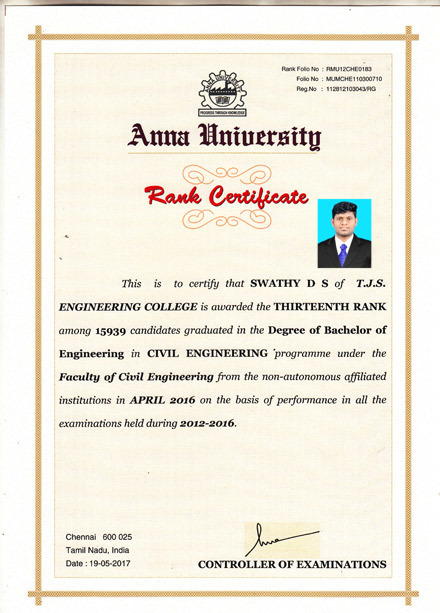 Rank Folio No : RMU12CHE0183
Folio No : MUMCHE110300710
Reg.No : 112812103043/RG
PROGRESS THROUGH KNOWLEDGE
Anna University
Rank Certificate
This is to certify that SWATHY D S of T.J.S.
ENGINEERING COLLEGE is awarded the THIRTEENTH RANK
among 15939 candidates graduated in the Degree of Bachelor of
Engineering in CIVIL ENGINEERING programme under the
Faculty of Civil Engineering from the non-autonomous affiliated
institutions in APRIL 2016 on the basis of performance in all the
examinations held during 2012-2016.
Chennai 600 025
Tamil Nadu, India
Date : 19-05-2017
CONTROLLER OF EXAMINATIONS